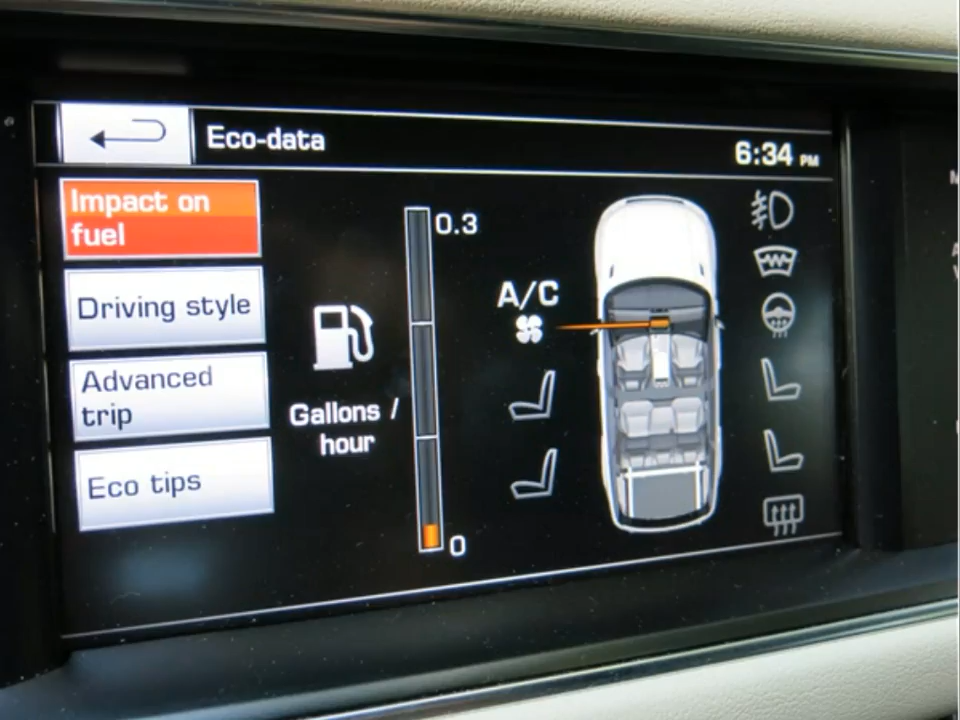 Eco-data
6:34 PM
Impact on
fuel
Driving style
Advanced
trip
Eco tips
Gallons /
hour
0.3
0
A/C